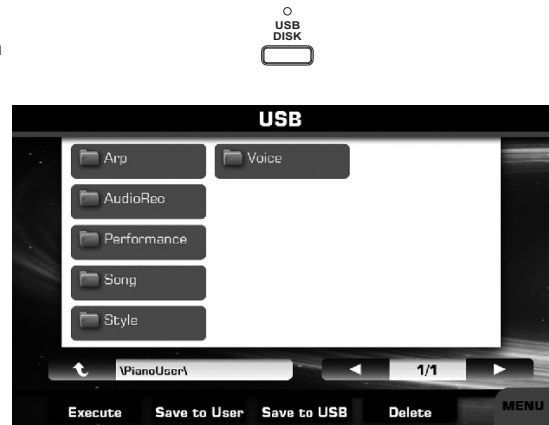 USB
DISK
USB
Arp
Voice
AudioRec
Performance
Song
Style
\PianoUser\
1/1
Execute
Save to User
Save to USB
Delete
MENU